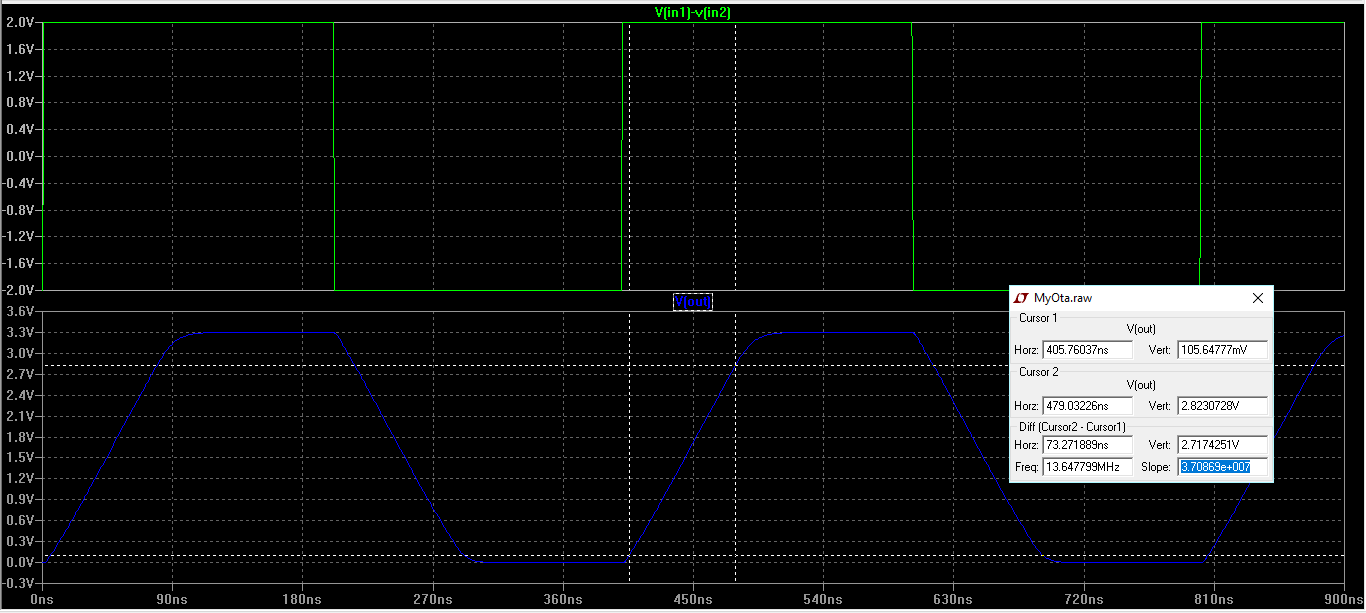 V(in1)-v(in2)
2.0V
1.6V
1.2V
0.8V
0.4V
0.0V
-0.4V
-0.8V
-1.2V
-1.6V
-2.0V
V(out)
3.6V
3.3V
3.0V
2.7V
2.4V
2.1V
1.8V
1.5V
1.2V
0.9V
0.6V
0.3V
0.0V
-0.3V
0ns 90ns 180ns 270ns 360ns 450ns 540ns 630ns 720ns 810ns 900ns
MyOta.raw
Cursor 1
V(out)
Horz: 405.76037ns Vert: 105.64777mV
Cursor 2
V(out)
Horz: 479.03226ns Vert: 2.8230728V
Diff (Cursor2 - Cursor1)
Horz: 73.271889ns Vert: 2.7174251V
Freq: 13.647799MHz Slope: 3.70869e+007